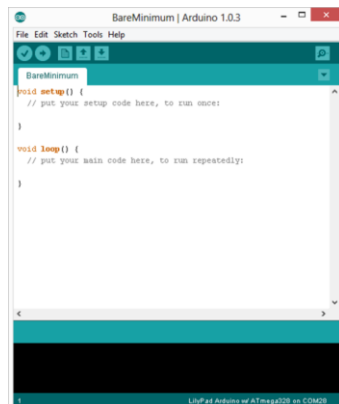 BareMinimum | Arduino 1.0.3
File Edit Sketch Tools Help
BareMinimum
void setup() {
// put your setup code here, to run once:
}
void loop() {
// put your main code here, to run repeatedly:
}
1 LilyPad Arduino w/ ATmega328 on COM28